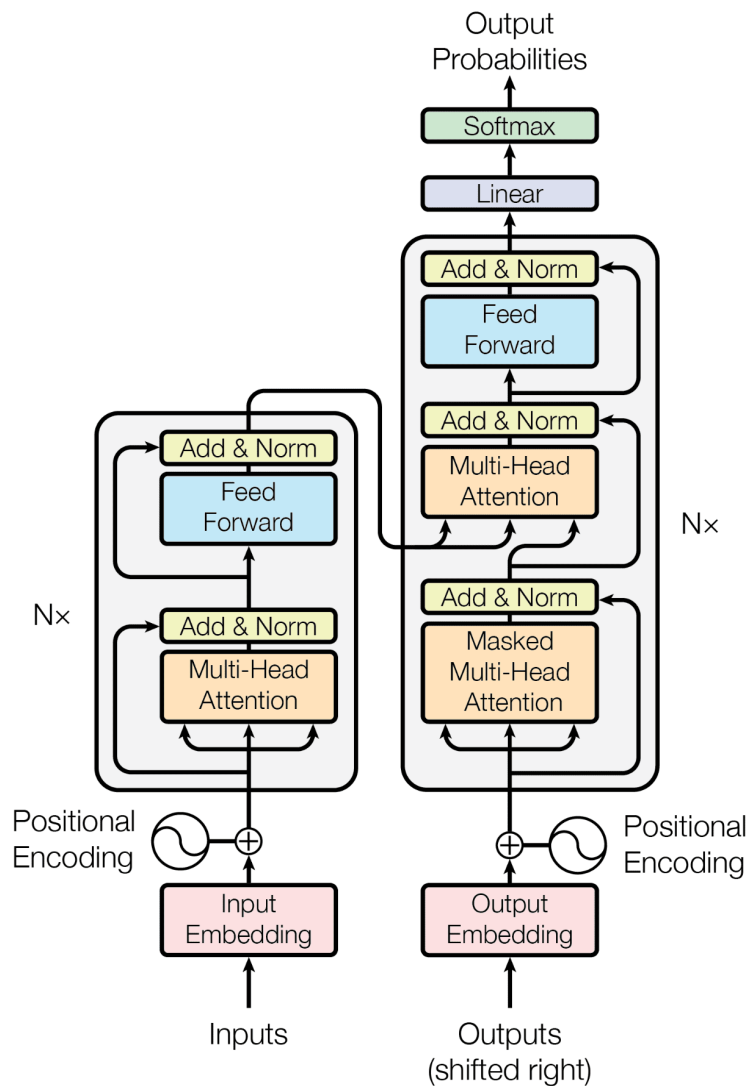 Output
Probabilities
Softmax
Linear
Add & Norm
Feed
Forward
Add & Norm
Multi-Head
Attention
Add & Norm
Masked
Multi-Head
Attention
N×
Add & Norm
Feed
Forward
Add & Norm
Multi-Head
Attention
N×
Positional
Encoding
Input
Embedding
Inputs
Positional
Encoding
Output
Embedding
Outputs
(shifted right)